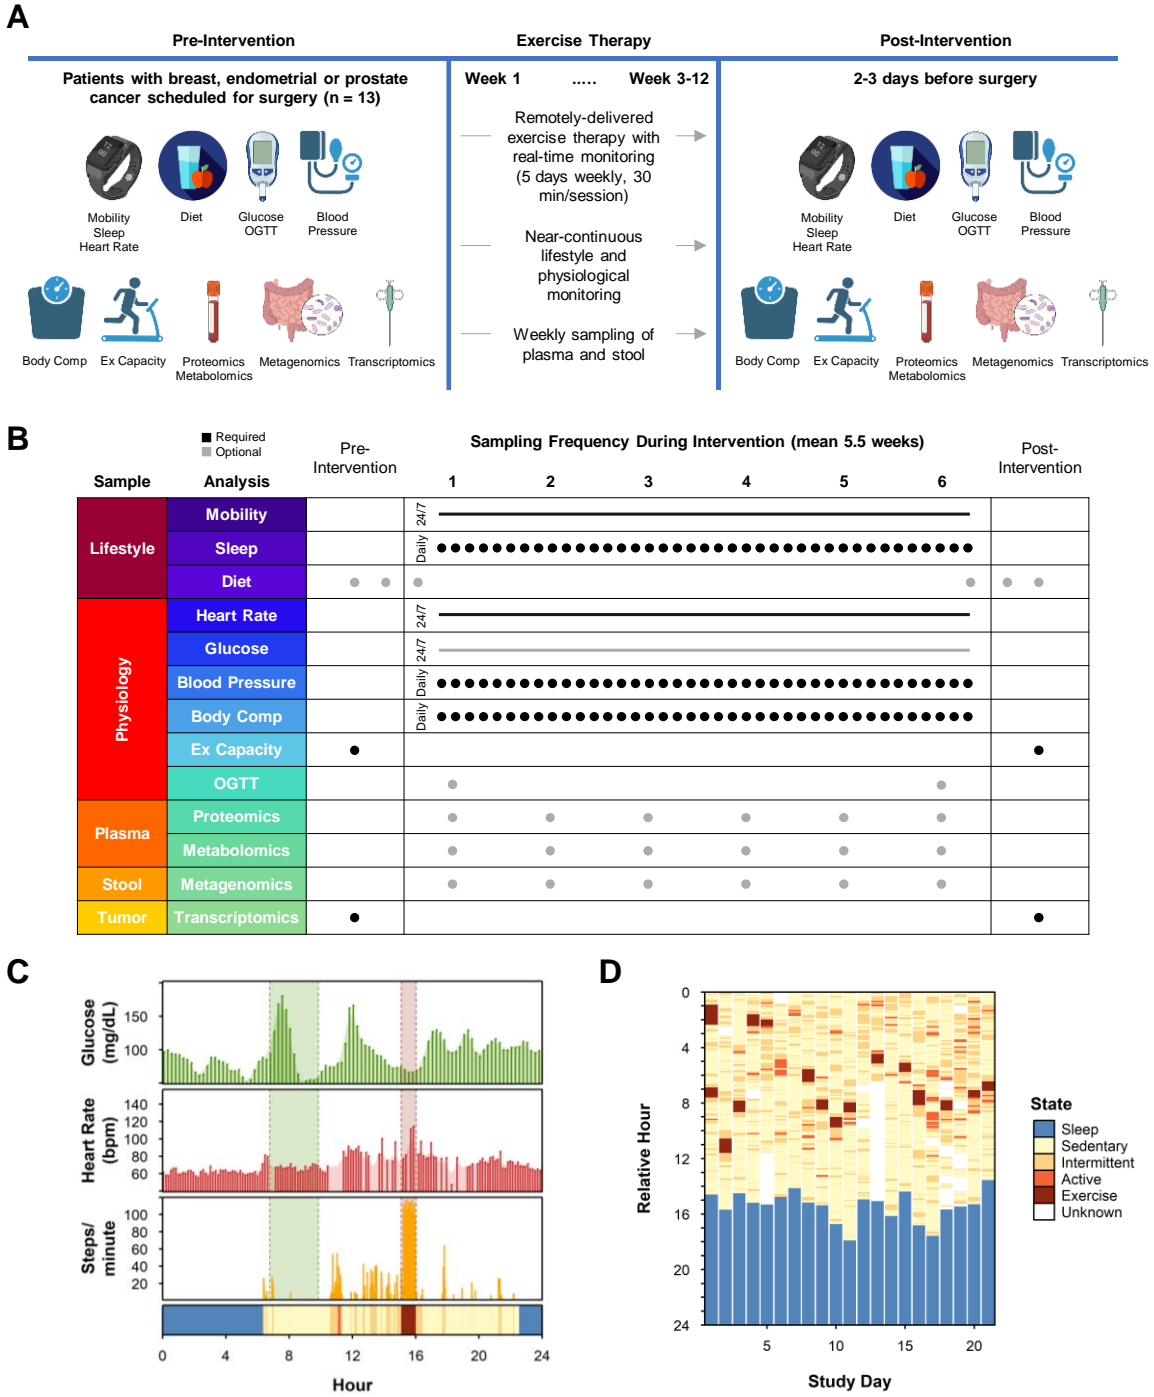 A
Pre-Intervention
Exercise Therapy
Post-Intervention
Patients with breast, endometrial or prostate
cancer scheduled for surgery (n = 13)
Week 1 ..... Week 3-12
2-3 days before surgery
Mobility
Sleep
Heart Rate
Diet
Glucose
OGTT
Blood
Pressure
Body Comp
Ex Capacity
Proteomics
Metabolomics
Metagenomics
Transcriptomics
Remotely-delivered
exercise therapy with
real-time monitoring
(5 days weekly, 30
min/session)
Near-continuous
lifestyle and
physiological
monitoring
Weekly sampling of
plasma and stool
Mobility
Sleep
Heart Rate
Diet
Glucose
OGTT
Blood
Pressure
Body Comp
Ex Capacity
Proteomics
Metabolomics
Metagenomics
Transcriptomics
B
Required
Optional
Pre-
Intervention
Sampling Frequency During Intervention (mean 5.5 weeks)
Post-
Intervention
Sample Analysis 1 2 3 4 5 6
Lifestyle
Mobility 24/7
Sleep Daily
Diet
Physiology
Heart Rate 24/7
Glucose 24/7
Blood Pressure Daily
Body Comp Daily
Ex Capacity
OGTT
Plasma
Proteomics
Metabolomics
Stool Metagenomics
Tumor Transcriptomics
C
Glucose
(mg/dL)
150
100
Heart Rate
(bpm)
140
120
100
80
60
Steps/
minute
100
80
60
40
20
0 4 8 12 16 20 24
Hour
D
Relative Hour
0
4
8
12
16
20
24
5 10 15 20
Study Day
State
Sleep
Sedentary
Intermittent
Active
Exercise
Unknown